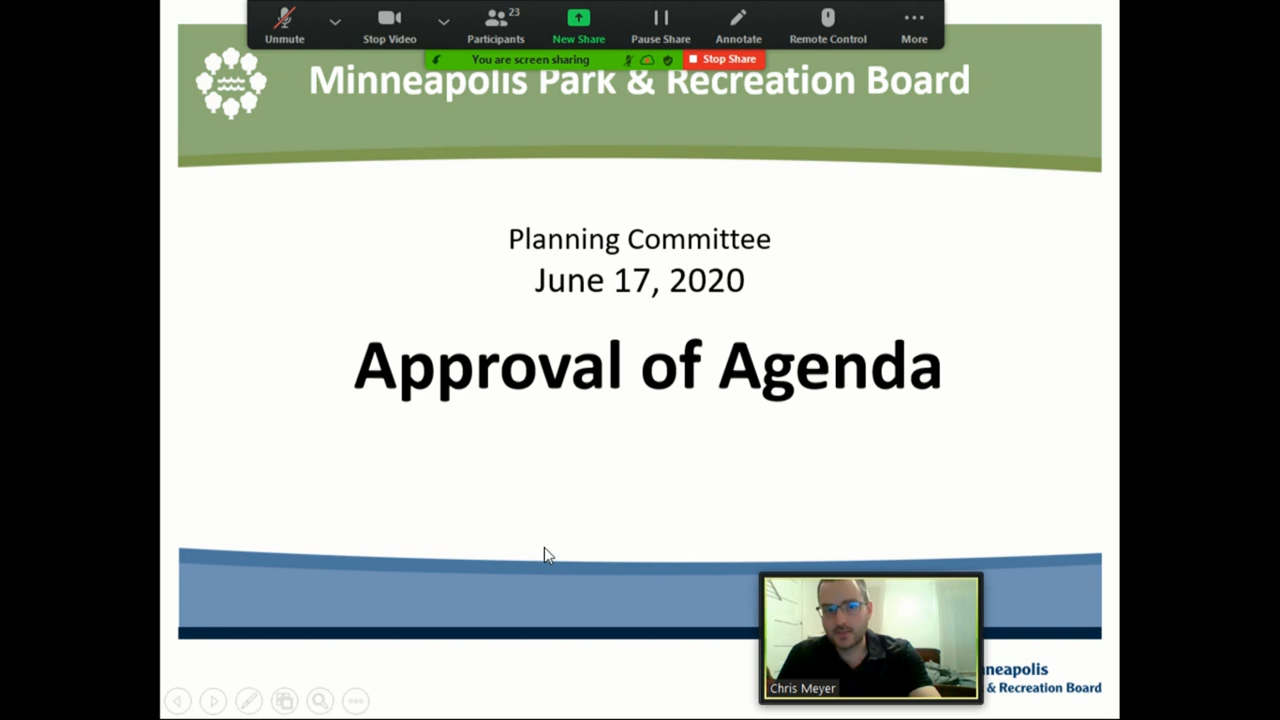 23
Unmute
Stop Video
Participants
New Share
Pause Share
Annotate
Remote Control
More
You are screen sharing
Stop Share
Minneapolis Park & Recreation Board
Planning Committee
June 17, 2020
Approval of Agenda
Chris Meyer
neapolis
& Recreation Board